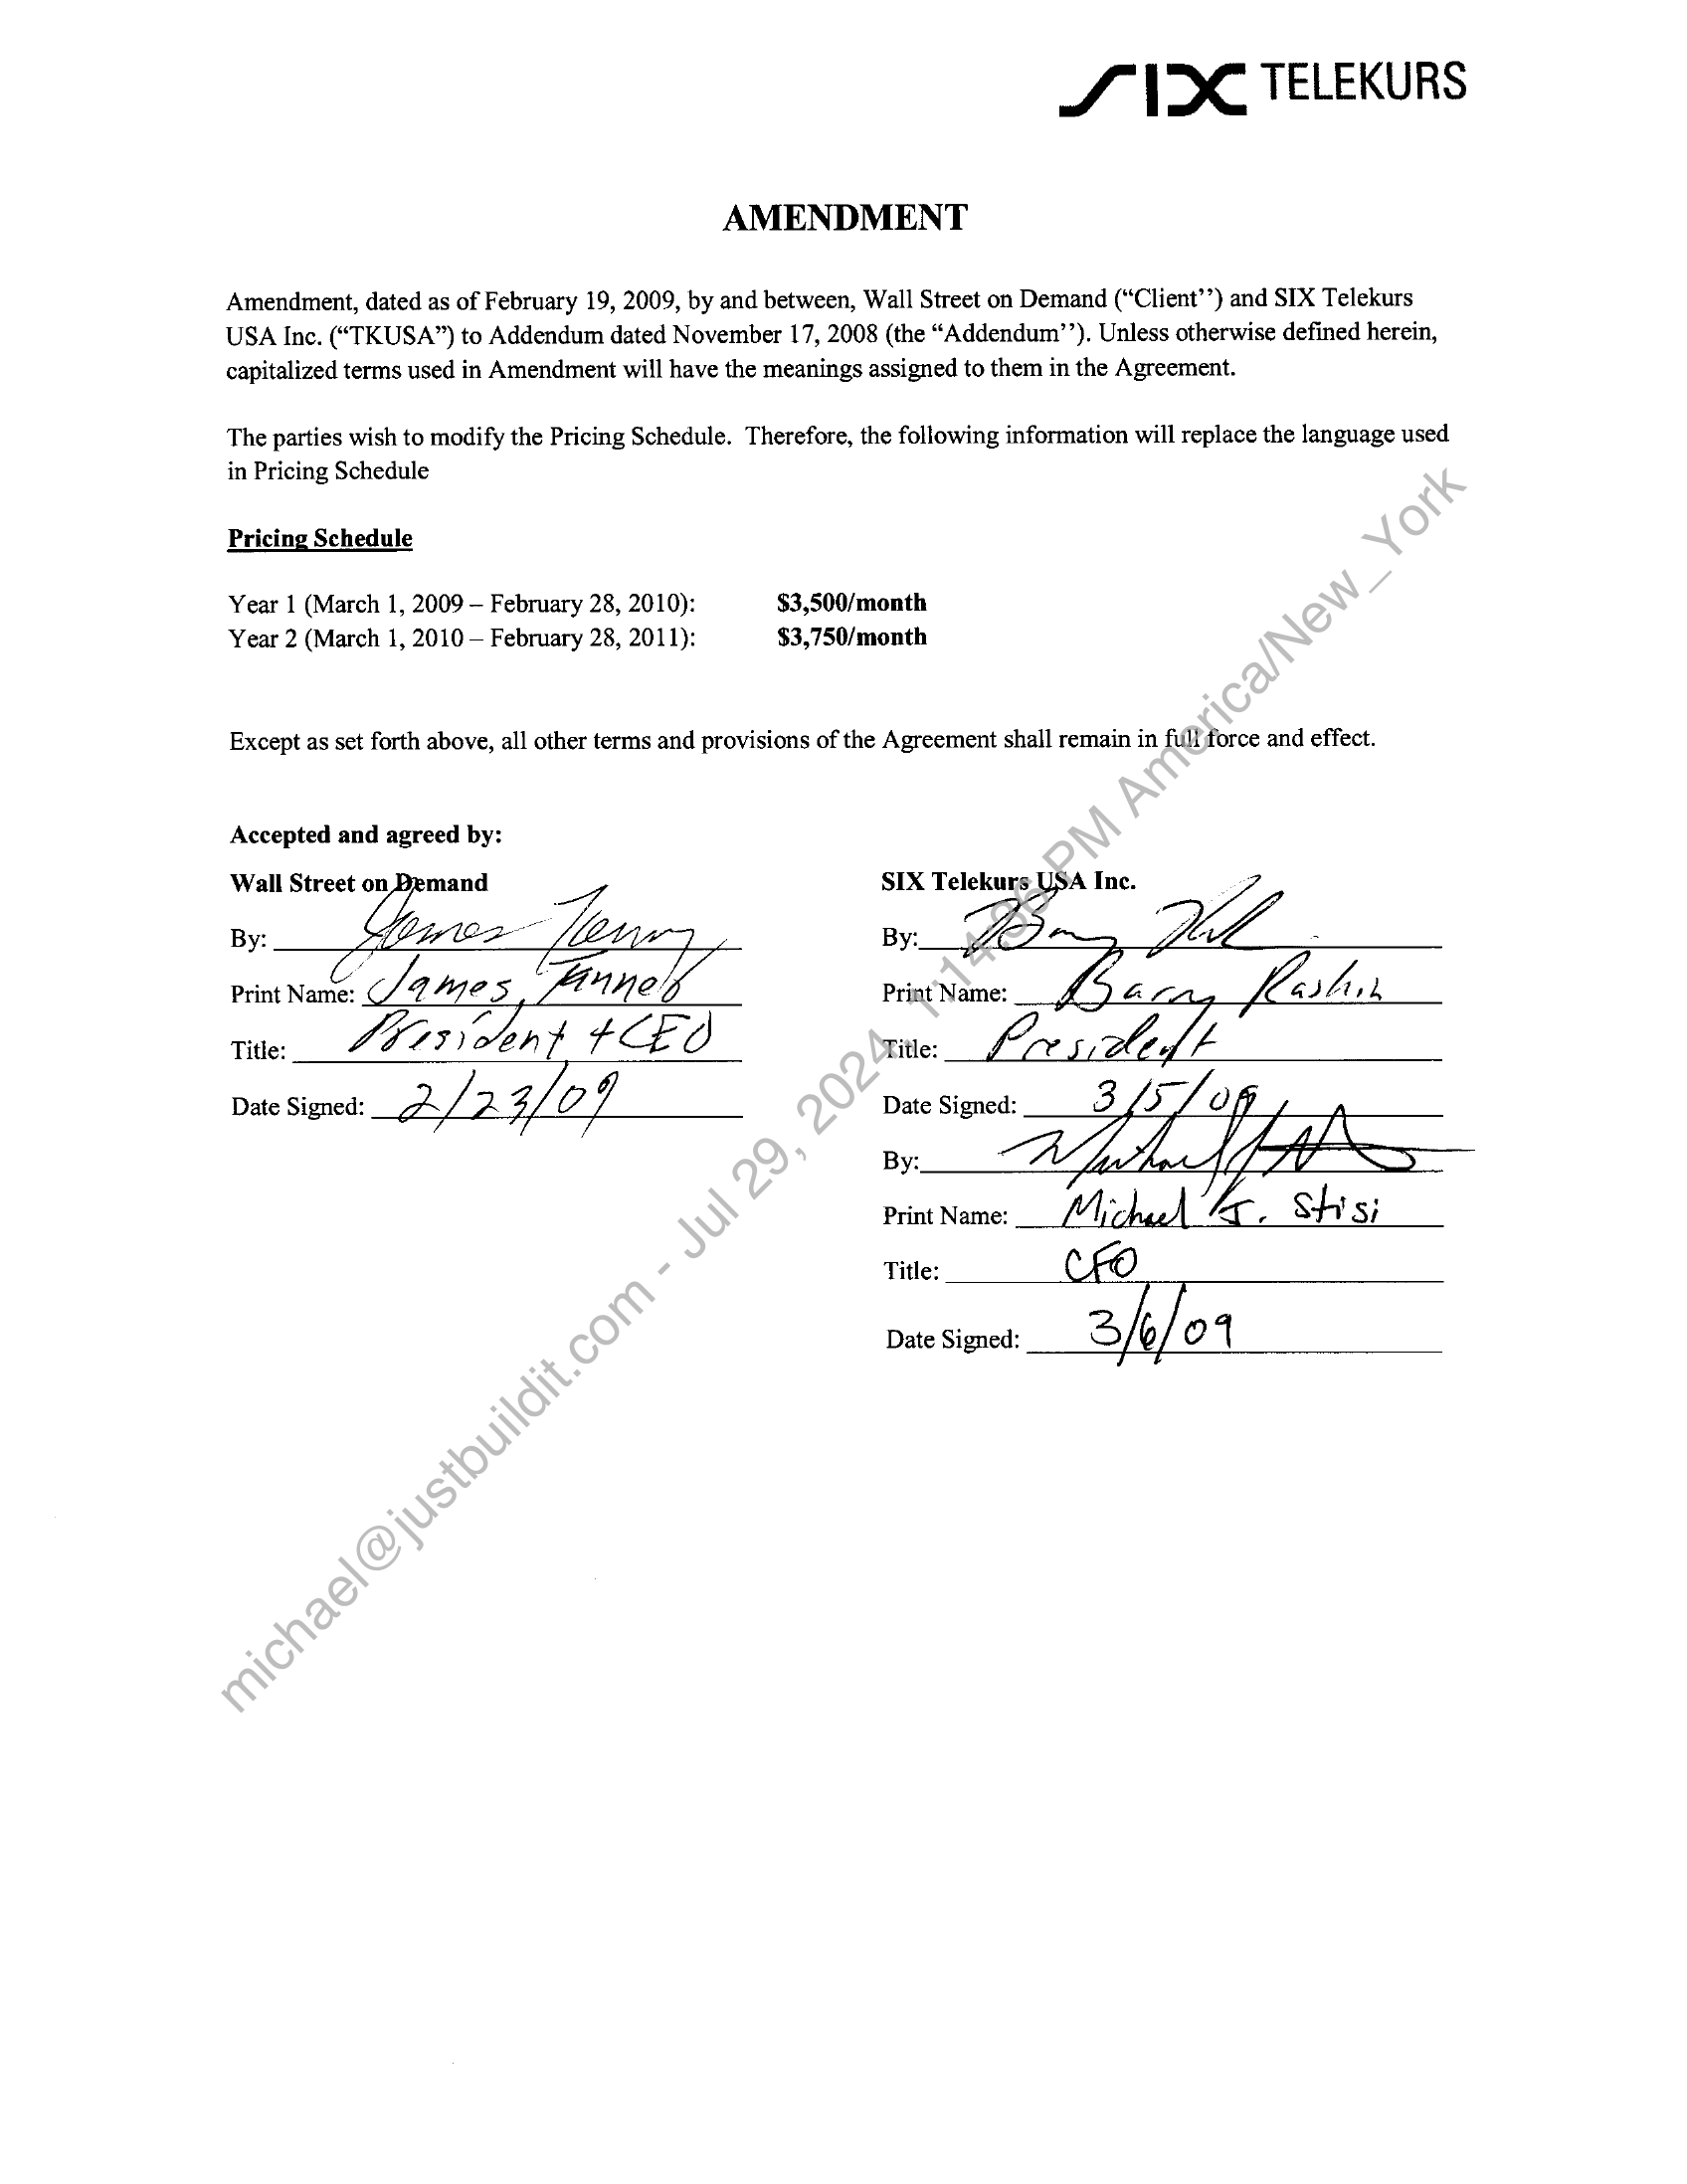 SIX TELEKURS
AMENDMENT
Amendment, dated as of February 19, 2009, by and between, Wall Street on Demand (“Client’’) and SIX Telekurs
USA Inc. (“TKUSA”) to Addendum dated November 17, 2008 (the “Addendum’’). Unless otherwise defined herein,
capitalized terms used in Amendment will have the meanings assigned to them in the Agreement.
The parties wish to modify the Pricing Schedule. Therefore, the following information will replace the language used
in Pricing Schedule
Pricing Schedule
Year 1 (March 1, 2009 – February 28, 2010): $3,500/month
Year 2 (March 1, 2010 – February 28, 2011): $3,750/month
Except as set forth above, all other terms and provisions of the Agreement shall remain in full force and effect.
Accepted and agreed by:
Wall Street on Demand
By: James
Print Name: James Tanner
Title: President + CEO
Date Signed: 2/23/09
SIX Telekurs USA Inc.
By:
Print Name: Barry Raskin
Title: President
Date Signed: 3/5/09
By: Michael
Print Name: Michael J. Stisi
Title: CFO
Date Signed: 3/6/09
michael@justbuildit.com - Jul 29, 2024, 1:14:36 PM America/New_York